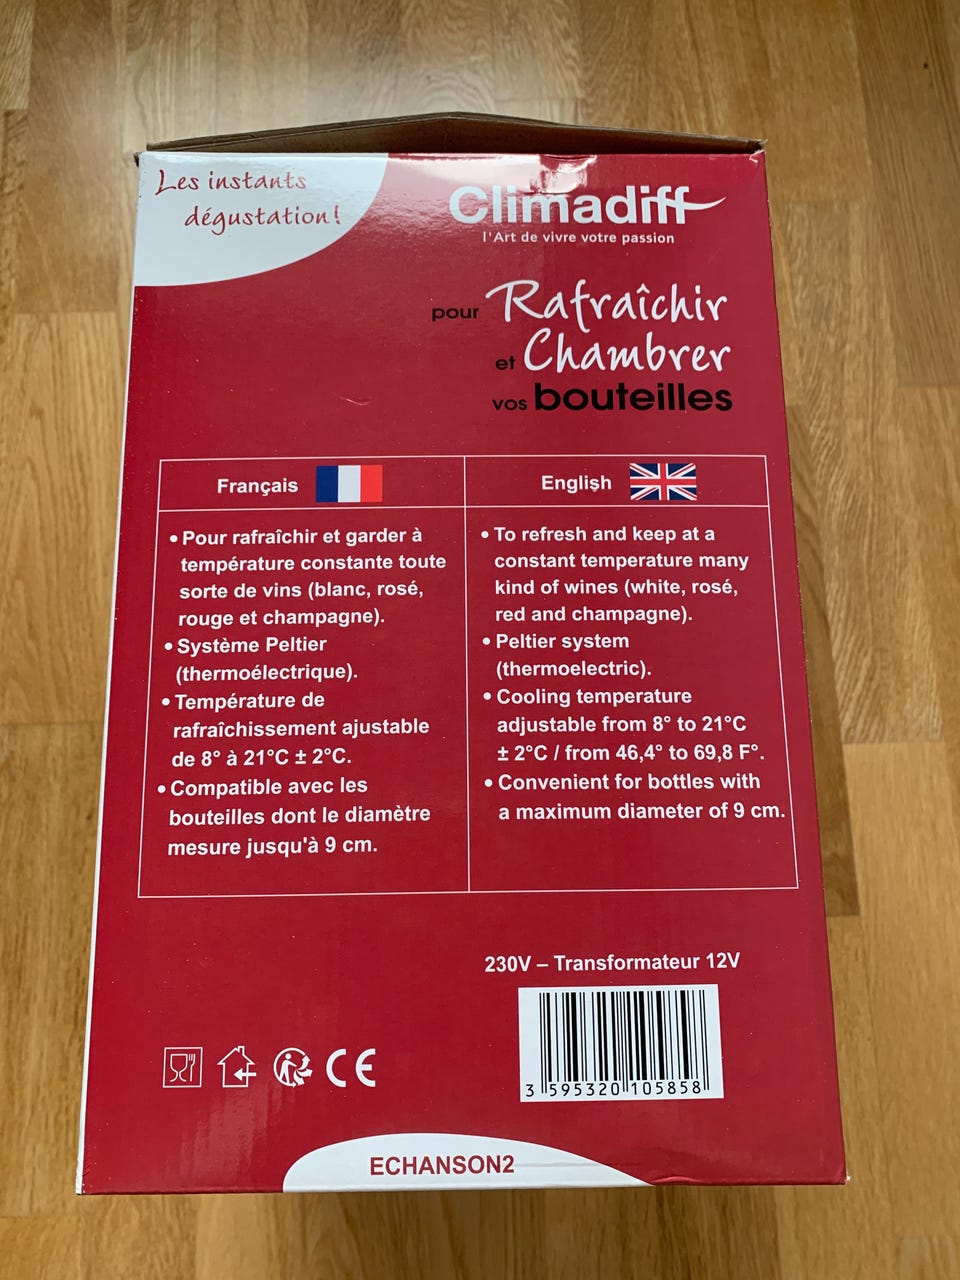 Les instants
dégustation!
Climadiff
l'Art de vivre votre passion
pour Rafraîchir
et Chambrer
vos bouteilles
Français
• Pour rafraîchir et garder à
température constante toute
sorte de vins (blanc, rosé,
rouge et champagne).
• Système Peltier
(thermoélectrique).
• Température de
rafraîchissement ajustable
de 8° à 21°C ± 2°C.
• Compatible avec les
bouteilles dont le diamètre
mesure jusqu'à 9 cm.
English
• To refresh and keep at a
constant temperature many
kind of wines (white, rosé,
red and champagne).
• Peltier system
(thermoelectric).
• Cooling temperature
adjustable from 8° to 21°C
± 2°C / from 46,4° to 69,8 F°.
• Convenient for bottles with
a maximum diameter of 9 cm.
230V – Transformateur 12V
3 595320 105858
CE
ECHANSON2